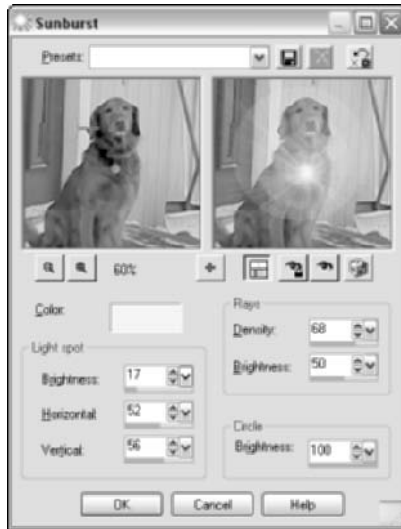 Sunburst
Presets:
60%
Color:
Rays
Density: 68
Brightness: 50
Light spot
Brightness: 17
Horizontal: 52
Vertical: 56
Circle
Brightness: 100
OK Cancel Help